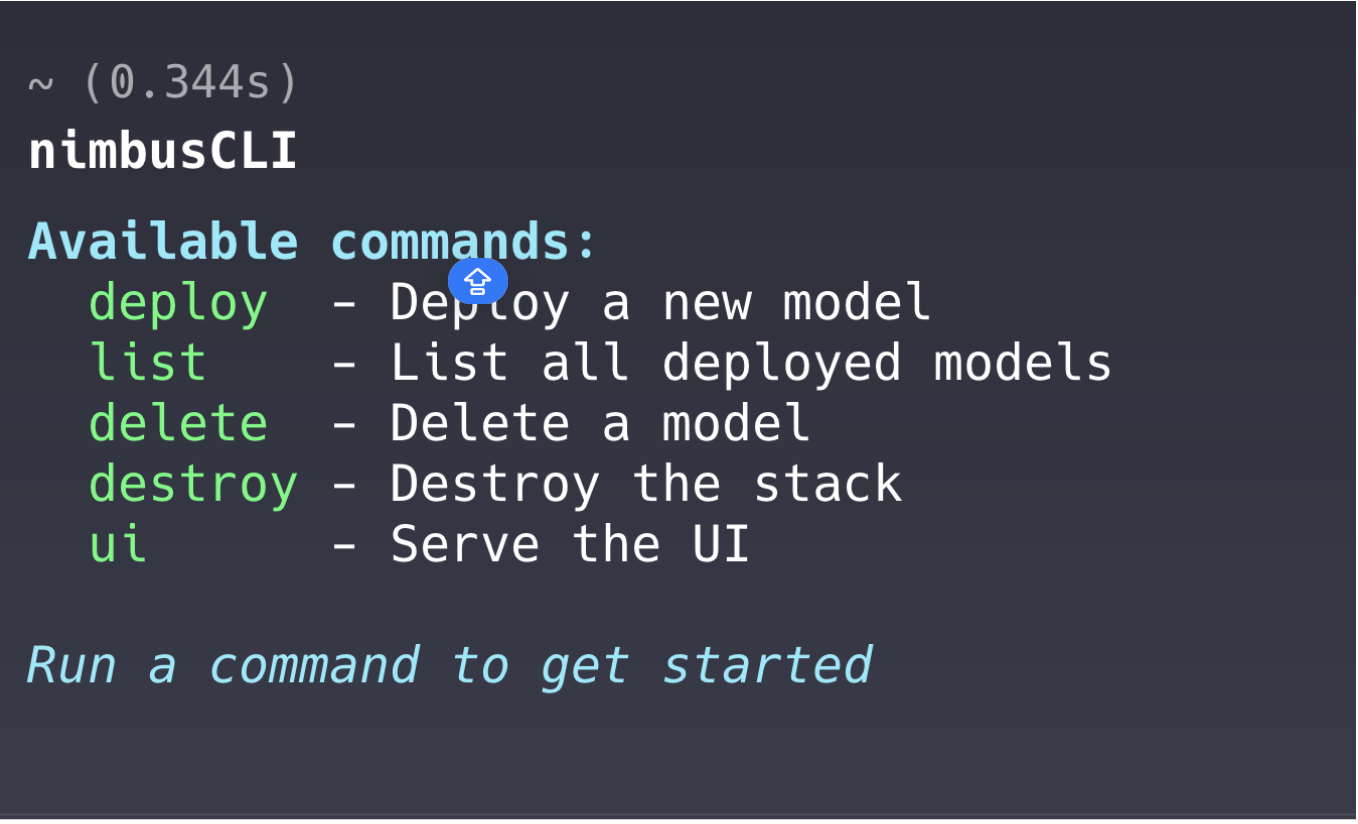 ~ (0.344s)
nimbusCLI
Available commands:
deploy - Deploy a new model
list - List all deployed models
delete - Delete a model
destroy - Destroy the stack
ui - Serve the UI
Run a command to get started